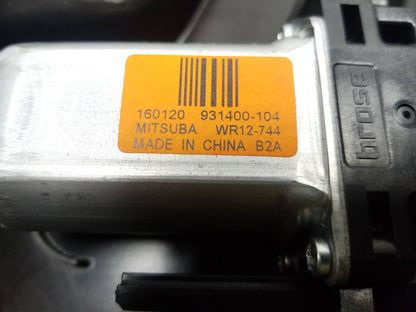 160120 931400-104
MITSUBA WR12-744
MADE IN CHINA B2A
brose